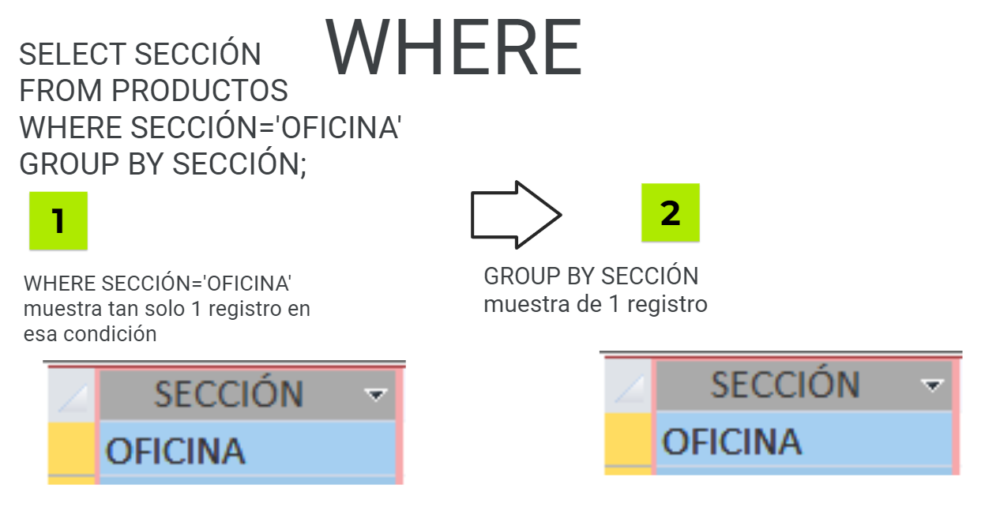 WHERE
SELECT SECCIÓN
FROM PRODUCTOS
WHERE SECCIÓN='OFICINA'
GROUP BY SECCIÓN;
1
2
WHERE SECCIÓN='OFICINA'
muestra tan solo 1 registro en
esa condición
GROUP BY SECCIÓN
muestra de 1 registro
SECCIÓN
OFICINA
SECCIÓN
OFICINA